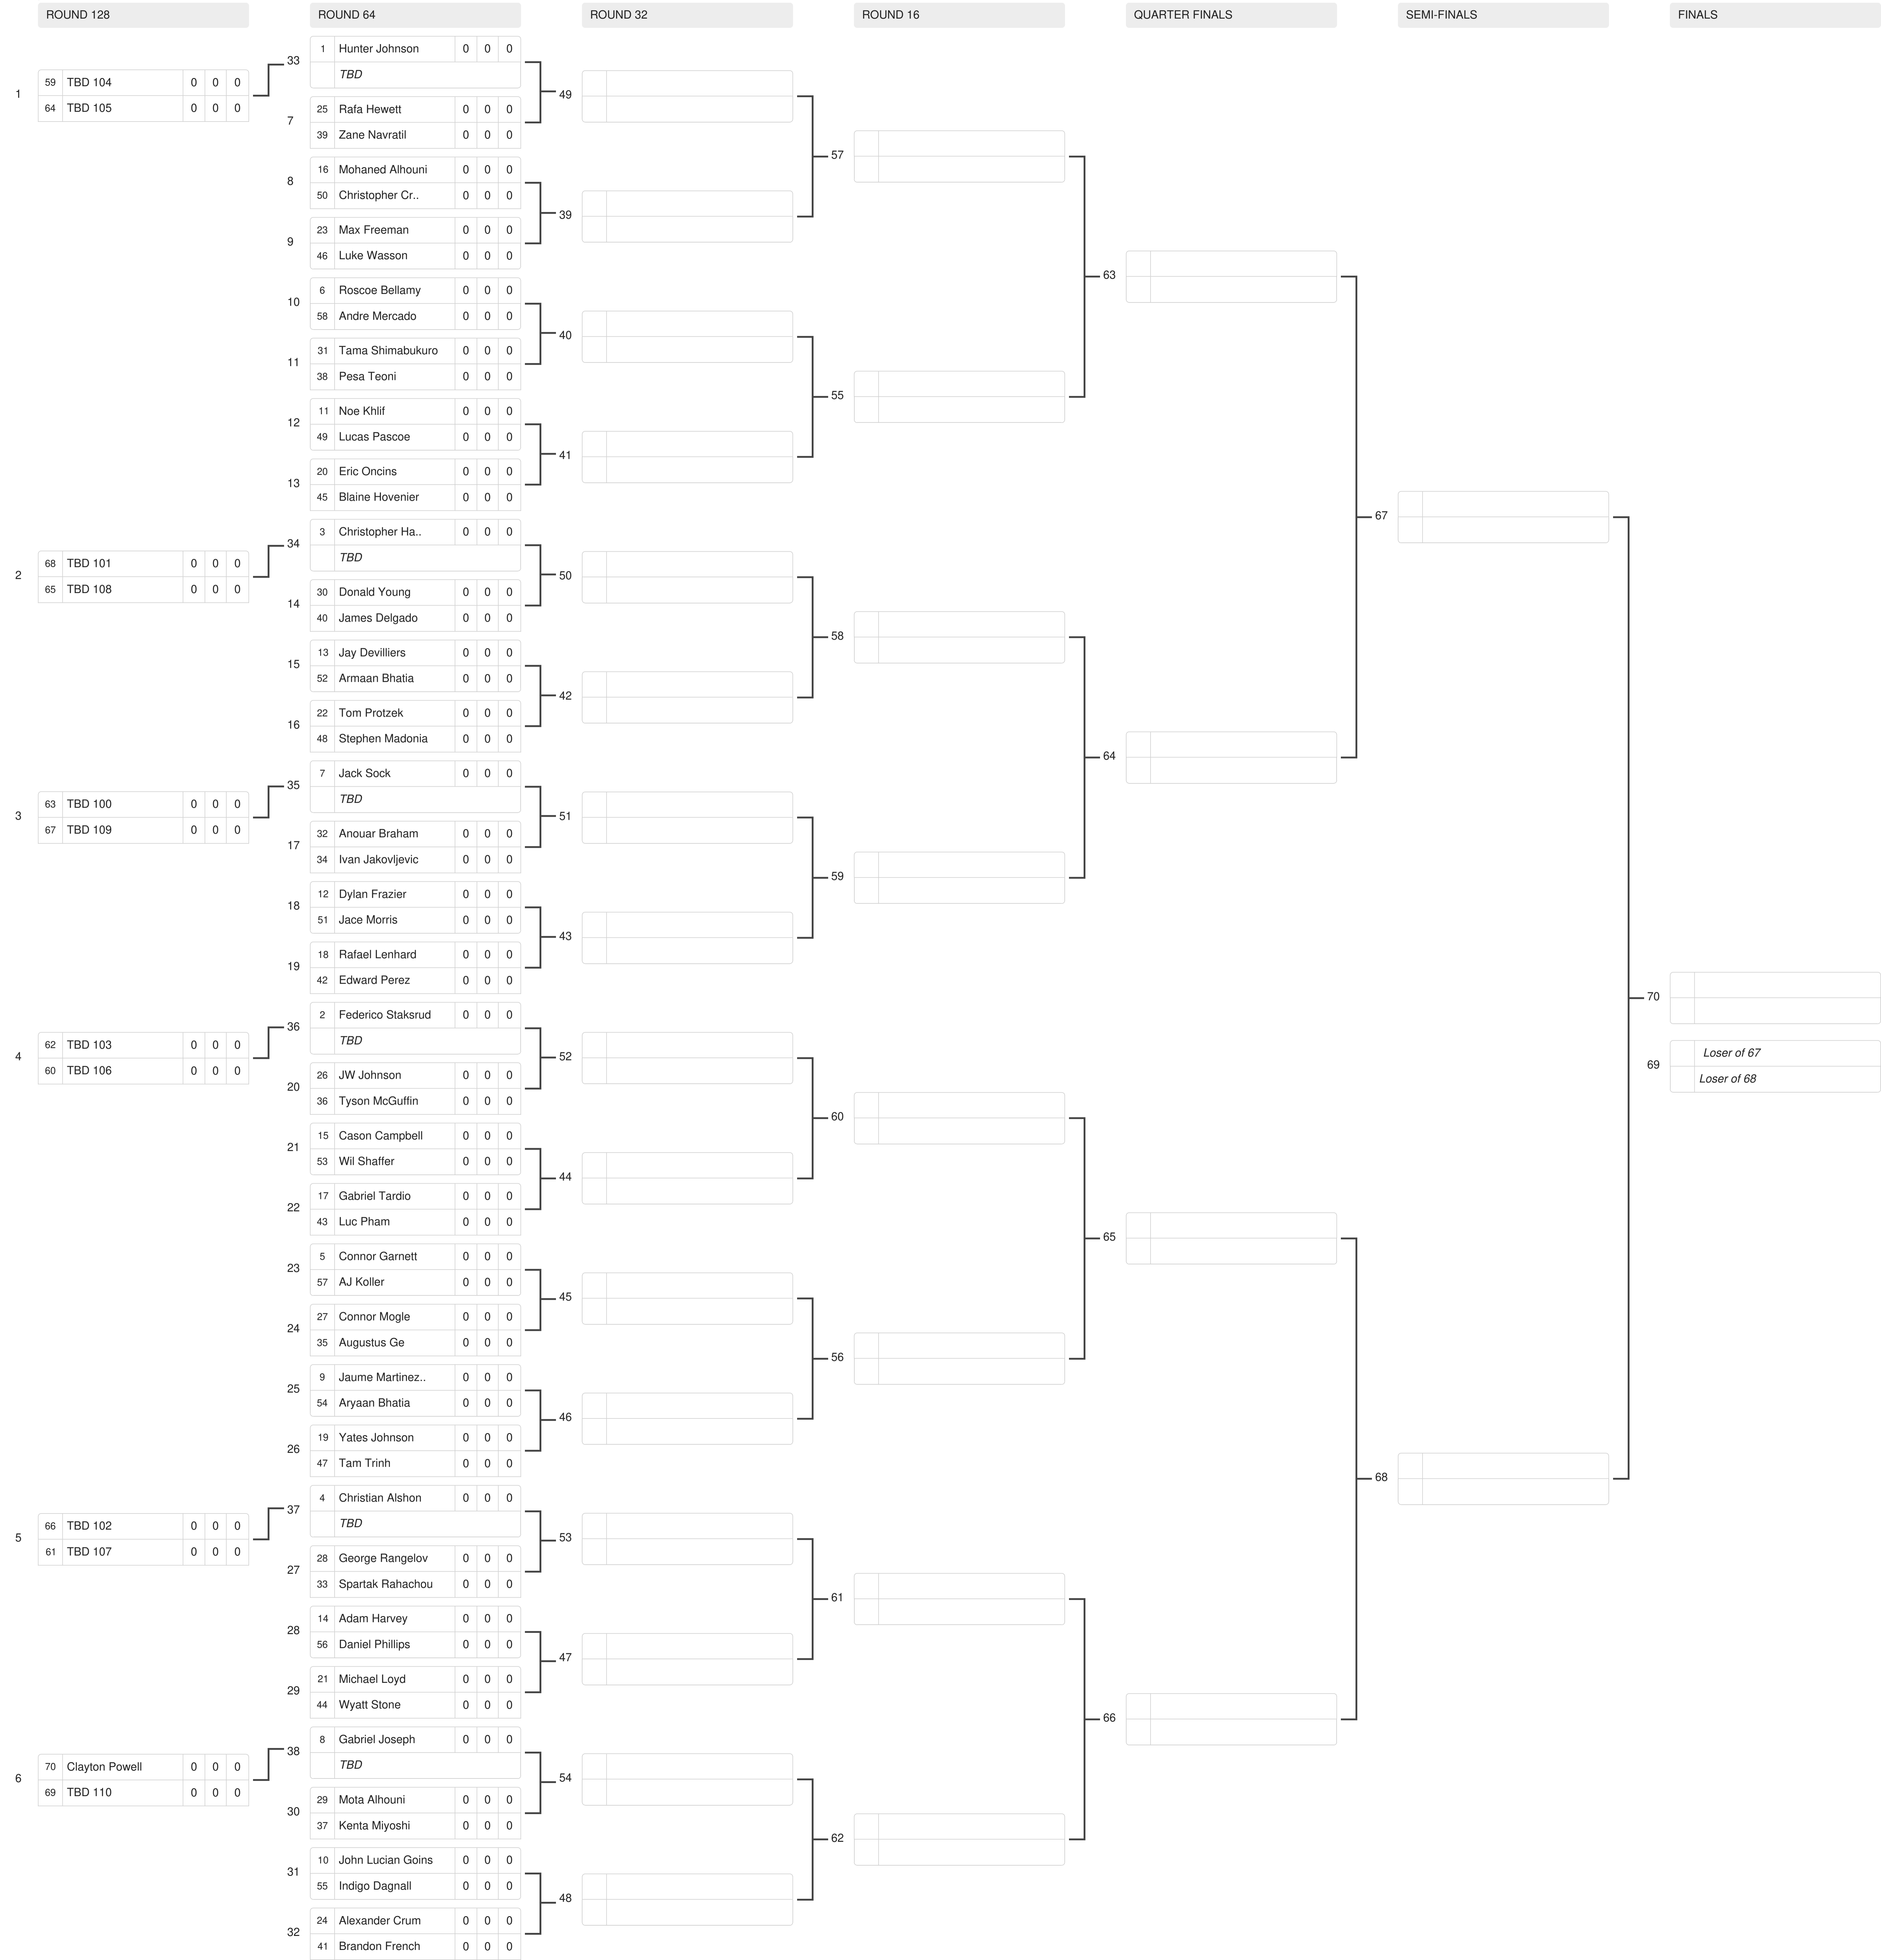 ROUND 128 ROUND 64 ROUND 32 ROUND 16 QUARTER FINALS SEMI-FINALS FINALS
1
59 TBD 104 0 0 0
64 TBD 105 0 0 0
2
68 TBD 101 0 0 0
65 TBD 108 0 0 0
3
63 TBD 100 0 0 0
67 TBD 109 0 0 0
4
62 TBD 103 0 0 0
60 TBD 106 0 0 0
5
66 TBD 102 0 0 0
61 TBD 107 0 0 0
6
70 Clayton Powell 0 0 0
69 TBD 110 0 0 0
33
1 Hunter Johnson 0 0 0
TBD
7
25 Rafa Hewett 0 0 0
39 Zane Navratil 0 0 0
8
16 Mohaned Alhouni 0 0 0
50 Christopher Cr.. 0 0 0
9
23 Max Freeman 0 0 0
46 Luke Wasson 0 0 0
10
6 Roscoe Bellamy 0 0 0
58 Andre Mercado 0 0 0
11
31 Tama Shimabukuro 0 0 0
38 Pesa Teoni 0 0 0
12
11 Noe Khlif 0 0 0
49 Lucas Pascoe 0 0 0
13
20 Eric Oncins 0 0 0
45 Blaine Hovenier 0 0 0
34
3 Christopher Ha.. 0 0 0
TBD
14
30 Donald Young 0 0 0
40 James Delgado 0 0 0
15
13 Jay Devilliers 0 0 0
52 Armaan Bhatia 0 0 0
16
22 Tom Protzek 0 0 0
48 Stephen Madonia 0 0 0
35
7 Jack Sock 0 0 0
TBD
17
32 Anouar Braham 0 0 0
34 Ivan Jakovljevic 0 0 0
18
12 Dylan Frazier 0 0 0
51 Jace Morris 0 0 0
19
18 Rafael Lenhard 0 0 0
42 Edward Perez 0 0 0
36
2 Federico Staksrud 0 0 0
TBD
20
26 JW Johnson 0 0 0
36 Tyson McGuffin 0 0 0
21
15 Cason Campbell 0 0 0
53 Wil Shaffer 0 0 0
22
17 Gabriel Tardio 0 0 0
43 Luc Pham 0 0 0
23
5 Connor Garnett 0 0 0
57 AJ Koller 0 0 0
24
27 Connor Mogle 0 0 0
35 Augustus Ge 0 0 0
25
9 Jaume Martinez.. 0 0 0
54 Aryaan Bhatia 0 0 0
26
19 Yates Johnson 0 0 0
47 Tam Trinh 0 0 0
37
4 Christian Alshon 0 0 0
TBD
27
28 George Rangelov 0 0 0
33 Spartak Rahachou 0 0 0
28
14 Adam Harvey 0 0 0
56 Daniel Phillips 0 0 0
29
21 Michael Loyd 0 0 0
44 Wyatt Stone 0 0 0
38
8 Gabriel Joseph 0 0 0
TBD
30
29 Mota Alhouni 0 0 0
37 Kenta Miyoshi 0 0 0
31
10 John Lucian Goins 0 0 0
55 Indigo Dagnall 0 0 0
32
24 Alexander Crum 0 0 0
41 Brandon French 0 0 0
49
39
40
41
50
42
51
43
52
44
45
46
53
47
54
48
57
55
58
59
60
56
61
62
63
64
65
66
67
68
70
69
Loser of 67
Loser of 68